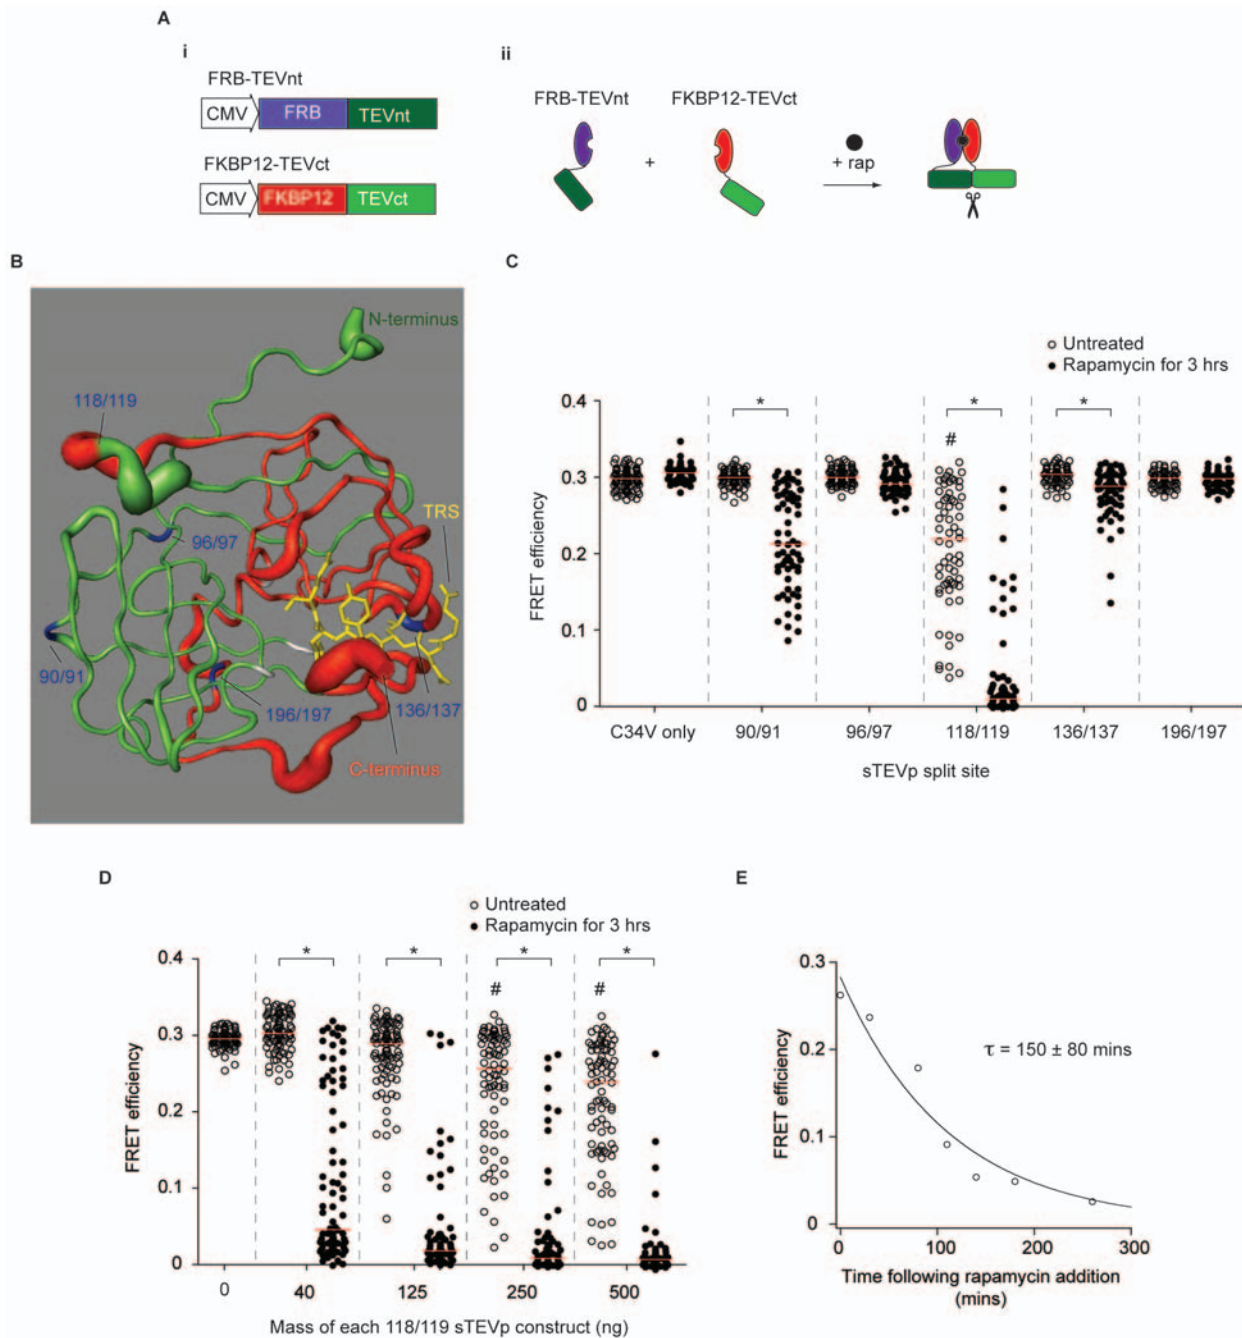 A
i
FRB-TEVnt
CMV FRB TEVnt
FKBP12-TEVct
CMV FKBP12 TEVct
ii
FRB-TEVnt FKBP12-TEVct
+
+ rap
B
N-terminus
118/119
TRS
96/97
90/91
196/197
136/137
C-terminus
C
Untreated
Rapamycin for 3 hrs
* * *
#
0.4
0.3
0.2
0.1
0
FRET efficiency
C34V only 90/91 96/97 118/119 136/137 196/197
sTEVp split site
D
Untreated
Rapamycin for 3 hrs
* * * *
# #
0.4
0.3
0.2
0.1
0
FRET efficiency
0 40 125 250 500
Mass of each 118/119 sTEVp construct (ng)
E
0.3
0.2
0.1
0
FRET efficiency
τ = 150 ± 80 mins
0 100 200 300
Time following rapamycin addition
(mins)